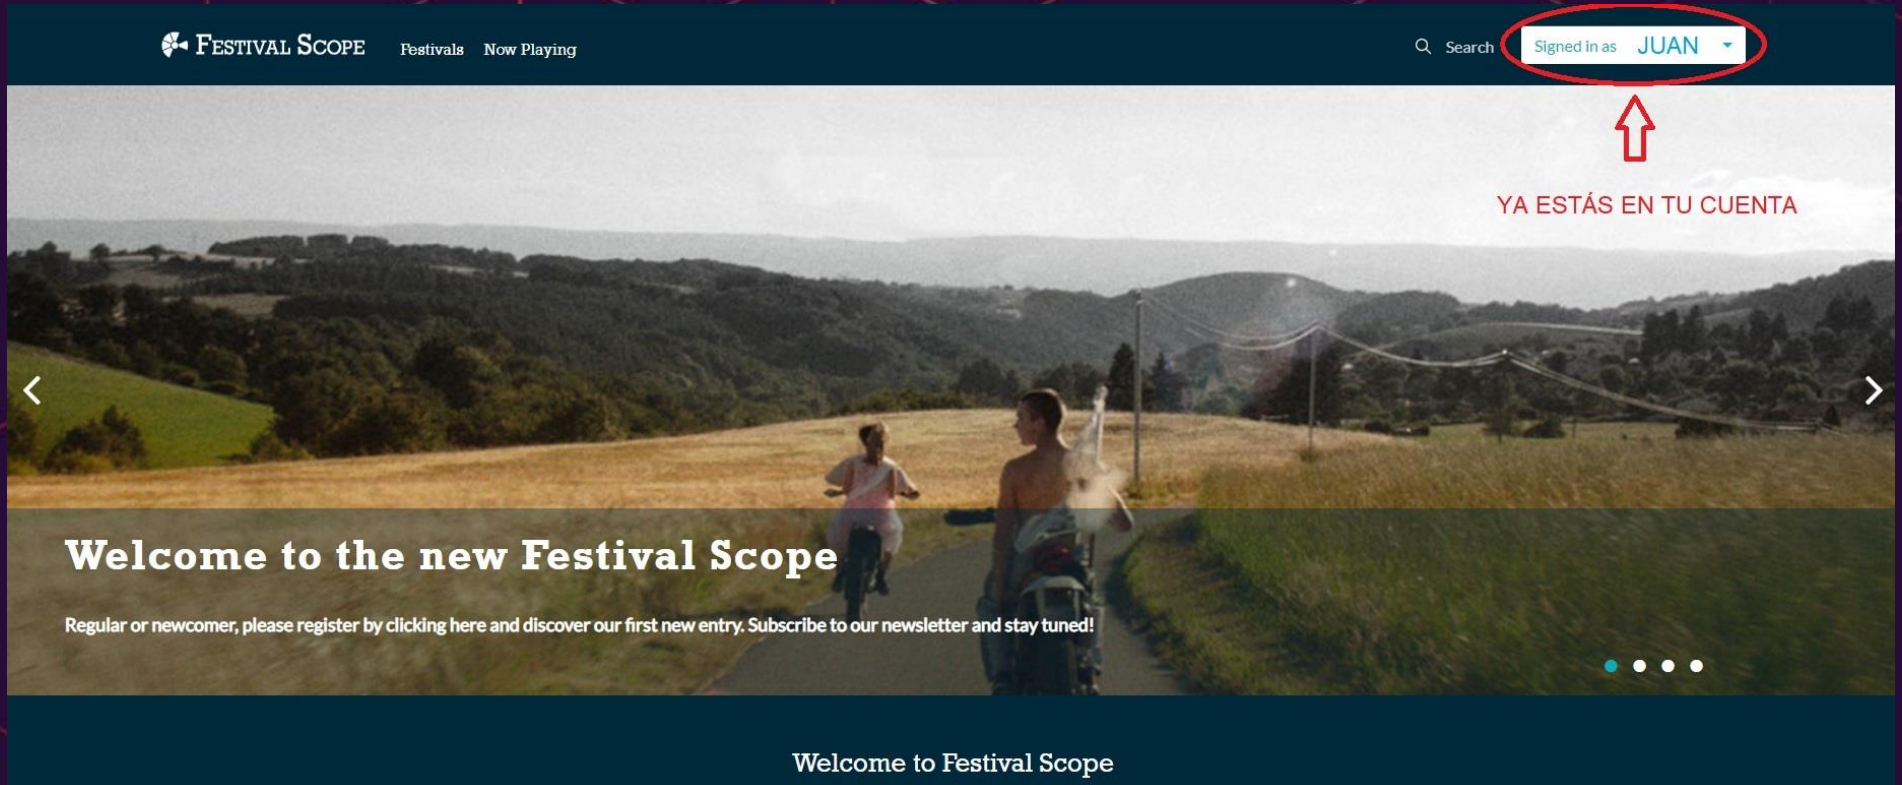 FESTIVAL SCOPE Festivals Now Playing Search Signed in as JUAN
YA ESTÁS EN TU CUENTA
Welcome to the new Festival Scope
Regular or newcomer, please register by clicking here and discover our first new entry. Subscribe to our newsletter and stay tuned!
Welcome to Festival Scope